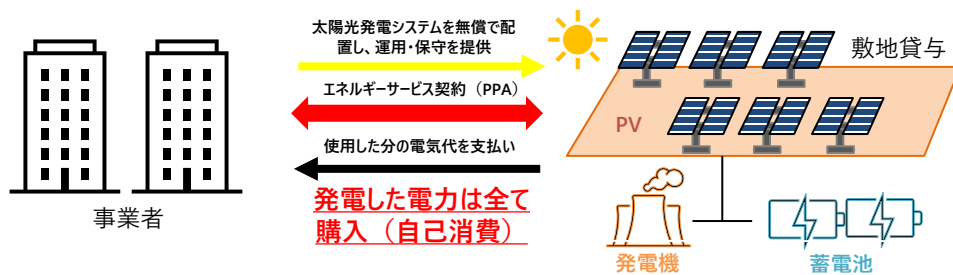 太陽光発電システムを無償で配
置し、運用・保守を提供
エネルギーサービス契約（PPA）
使用した分の電気代を支払い
発電した電力は全て
購入（自己消費）
事業者
敷地貸与
PV
発電機
蓄電池